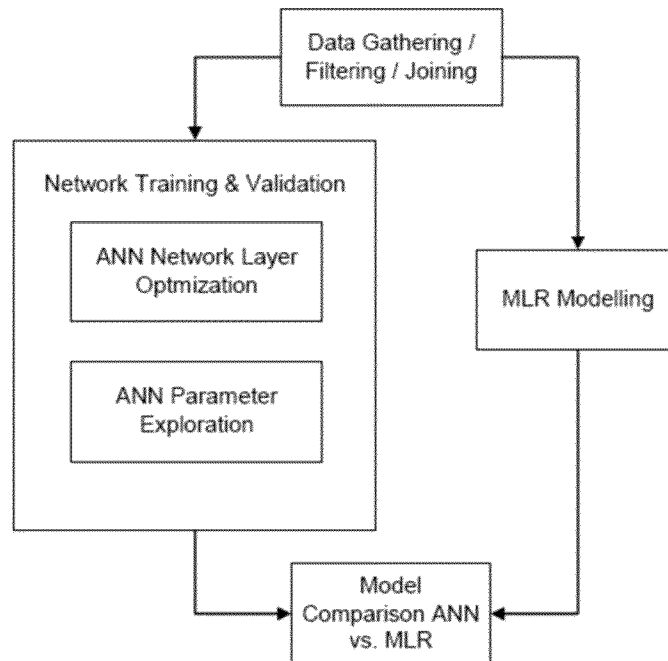 Data Gathering /
Filtering / Joining
Network Training & Validation
ANN Network Layer
Optmization
MLR Modelling
ANN Parameter
Exploration
Model
Comparison ANN
vs. MLR